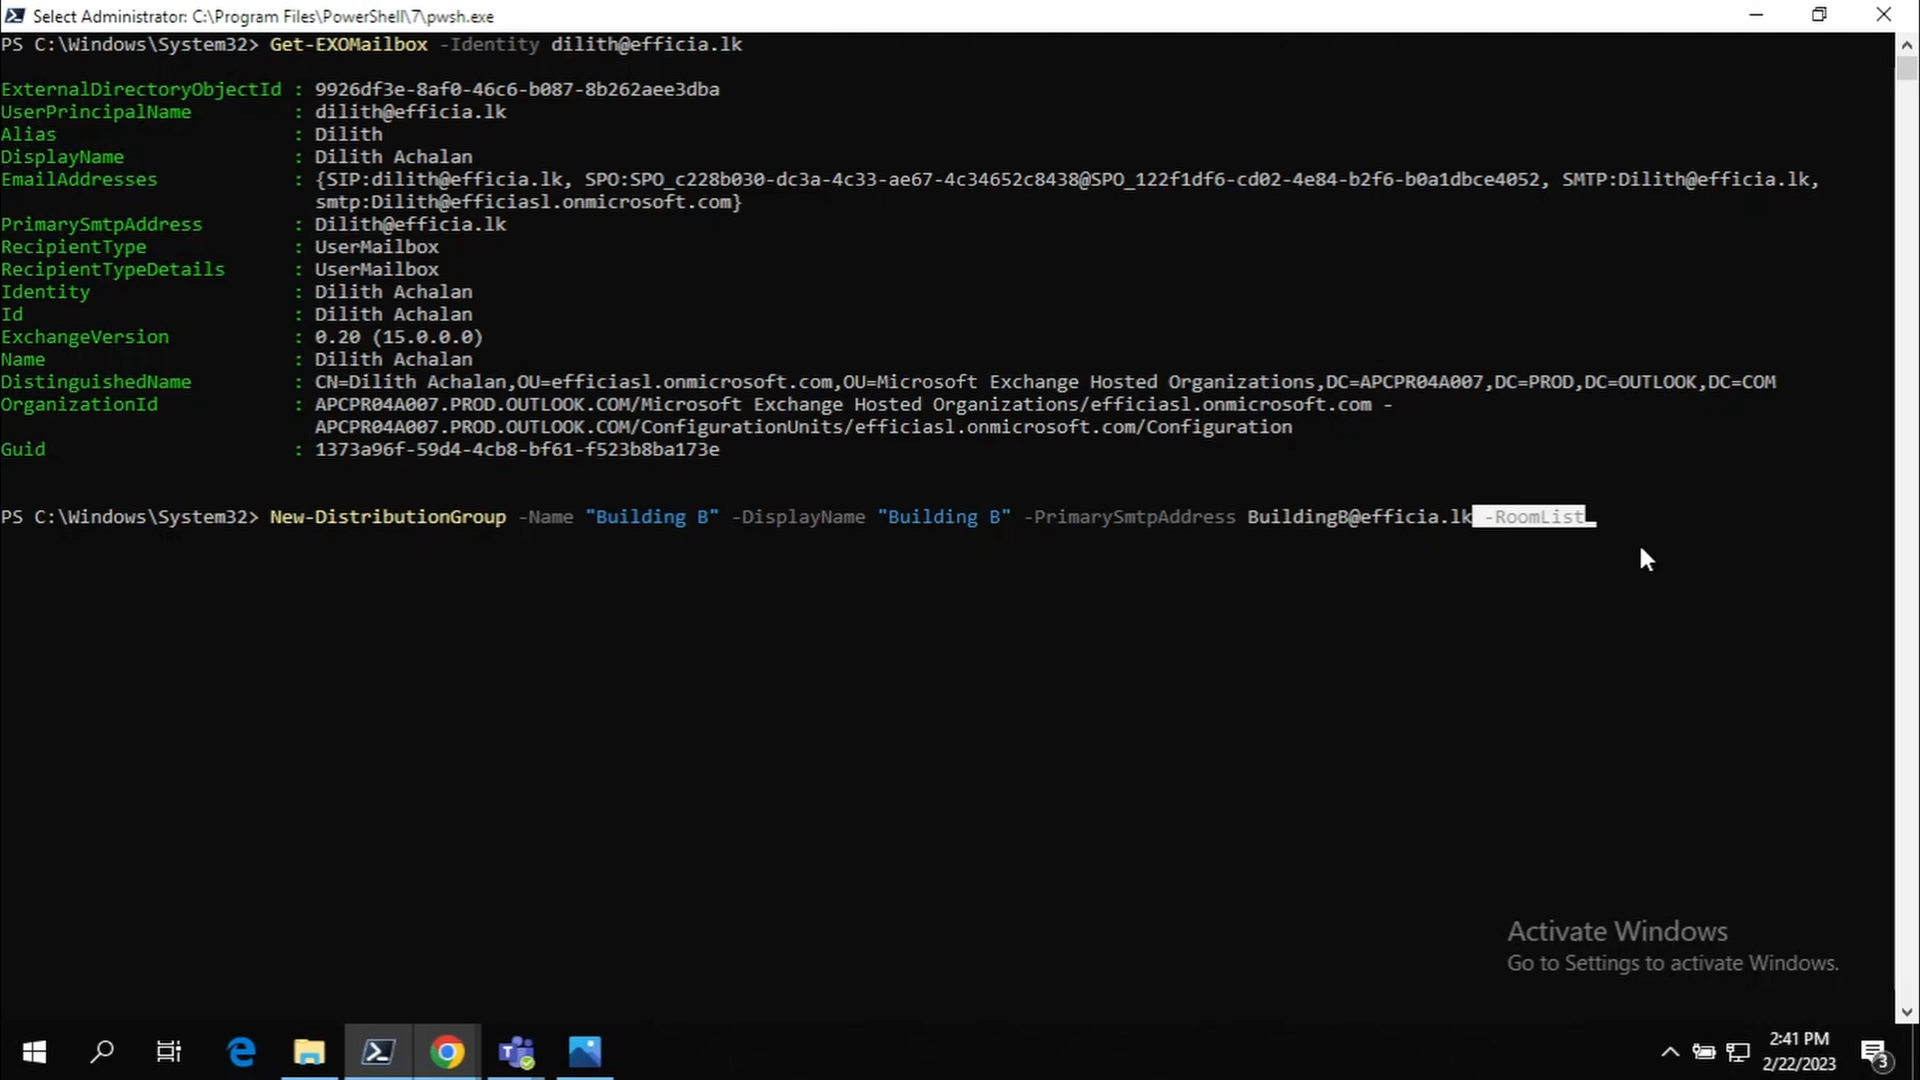 Select Administrator: C:\Program Files\PowerShell\7\pwsh.exe
PS C:\Windows\System32> Get-EXOMailbox -Identity dilith@efficia.lk
ExternalDirectoryObjectId : 9926df3e-8af0-46c6-b087-8b262aee3dba
UserPrincipalName : dilith@efficia.lk
Alias : Dilith
DisplayName : Dilith Achalan
EmailAddresses : {SIP:dilith@efficia.lk, SPO:SPO_c228b030-dc3a-4c33-ae67-4c34652c8438@SPO_122f1df6-cd02-4e84-b2f6-b0a1dbce4052, SMTP:Dilith@efficia.lk,
smtp:Dilith@efficiasl.onmicrosoft.com}
PrimarySmtpAddress : Dilith@efficia.lk
RecipientType : UserMailbox
RecipientTypeDetails : UserMailbox
Identity : Dilith Achalan
Id : Dilith Achalan
ExchangeVersion : 0.20 (15.0.0.0)
Name : Dilith Achalan
DistinguishedName : CN=Dilith Achalan,OU=efficiasl.onmicrosoft.com,OU=Microsoft Exchange Hosted Organizations,DC=APCPR04A007,DC=PROD,DC=OUTLOOK,DC=COM
OrganizationId : APCPR04A007.PROD.OUTLOOK.COM/Microsoft Exchange Hosted Organizations/efficiasl.onmicrosoft.com -
APCPR04A007.PROD.OUTLOOK.COM/ConfigurationUnits/efficiasl.onmicrosoft.com/Configuration
Guid : 1373a96f-59d4-4cb8-bf61-f523b8ba173e
PS C:\Windows\System32> New-DistributionGroup -Name "Building B" -DisplayName "Building B" -PrimarySmtpAddress BuildingB@efficia.lk -RoomList
Activate Windows
Go to Settings to activate Windows.
2:41 PM
2/22/2023
3